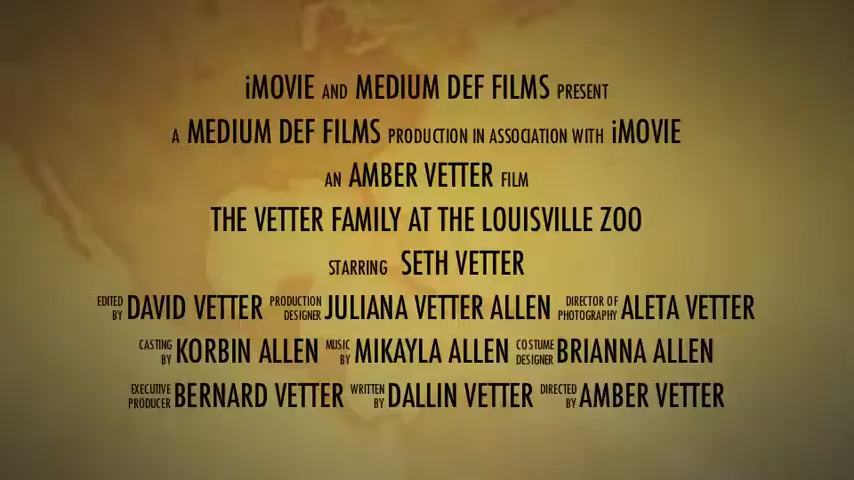 iMOVIE AND MEDIUM DEF FILMS PRESENT
A MEDIUM DEF FILMS PRODUCTION IN ASSOCIATION WITH iMOVIE
AN AMBER VETTER FILM
THE VETTER FAMILY AT THE LOUISVILLE ZOO
STARRING SETH VETTER
EDITED BY DAVID VETTER PRODUCTION DESIGNER JULIANA VETTER ALLEN DIRECTOR OF PHOTOGRAPHY ALETA VETTER
CASTING BY KORBIN ALLEN MUSIC BY MIKAYLA ALLEN COSTUME DESIGNER BRIANNA ALLEN
EXECUTIVE PRODUCER BERNARD VETTER WRITTEN BY DALLIN VETTER DIRECTED BY AMBER VETTER